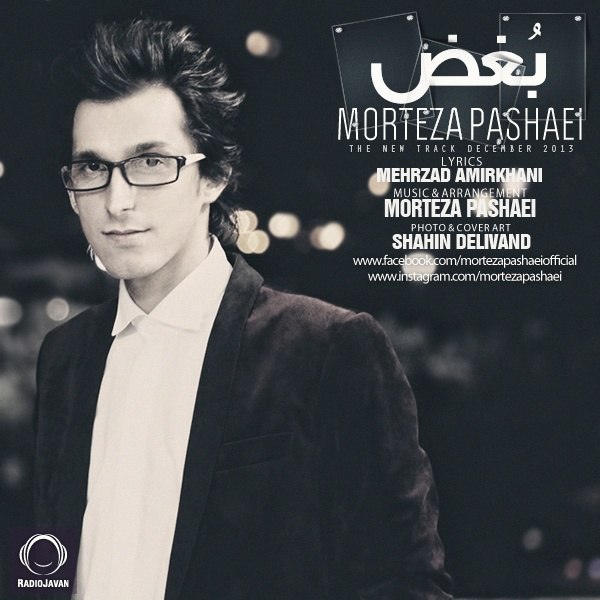 بُغض
MORTEZA PASHAEI
THE NEW TRACK DECEMBER 2013
LYRICS
MEHRZAD AMIRKHANI
MUSIC & ARRANGEMENT
MORTEZA PASHAEI
PHOTO & COVER ART
SHAHIN DELIVAND
www.facebook.com/mortezapashaeiofficial
www.instagram.com/mortezapashaei
RADIOJAVAN